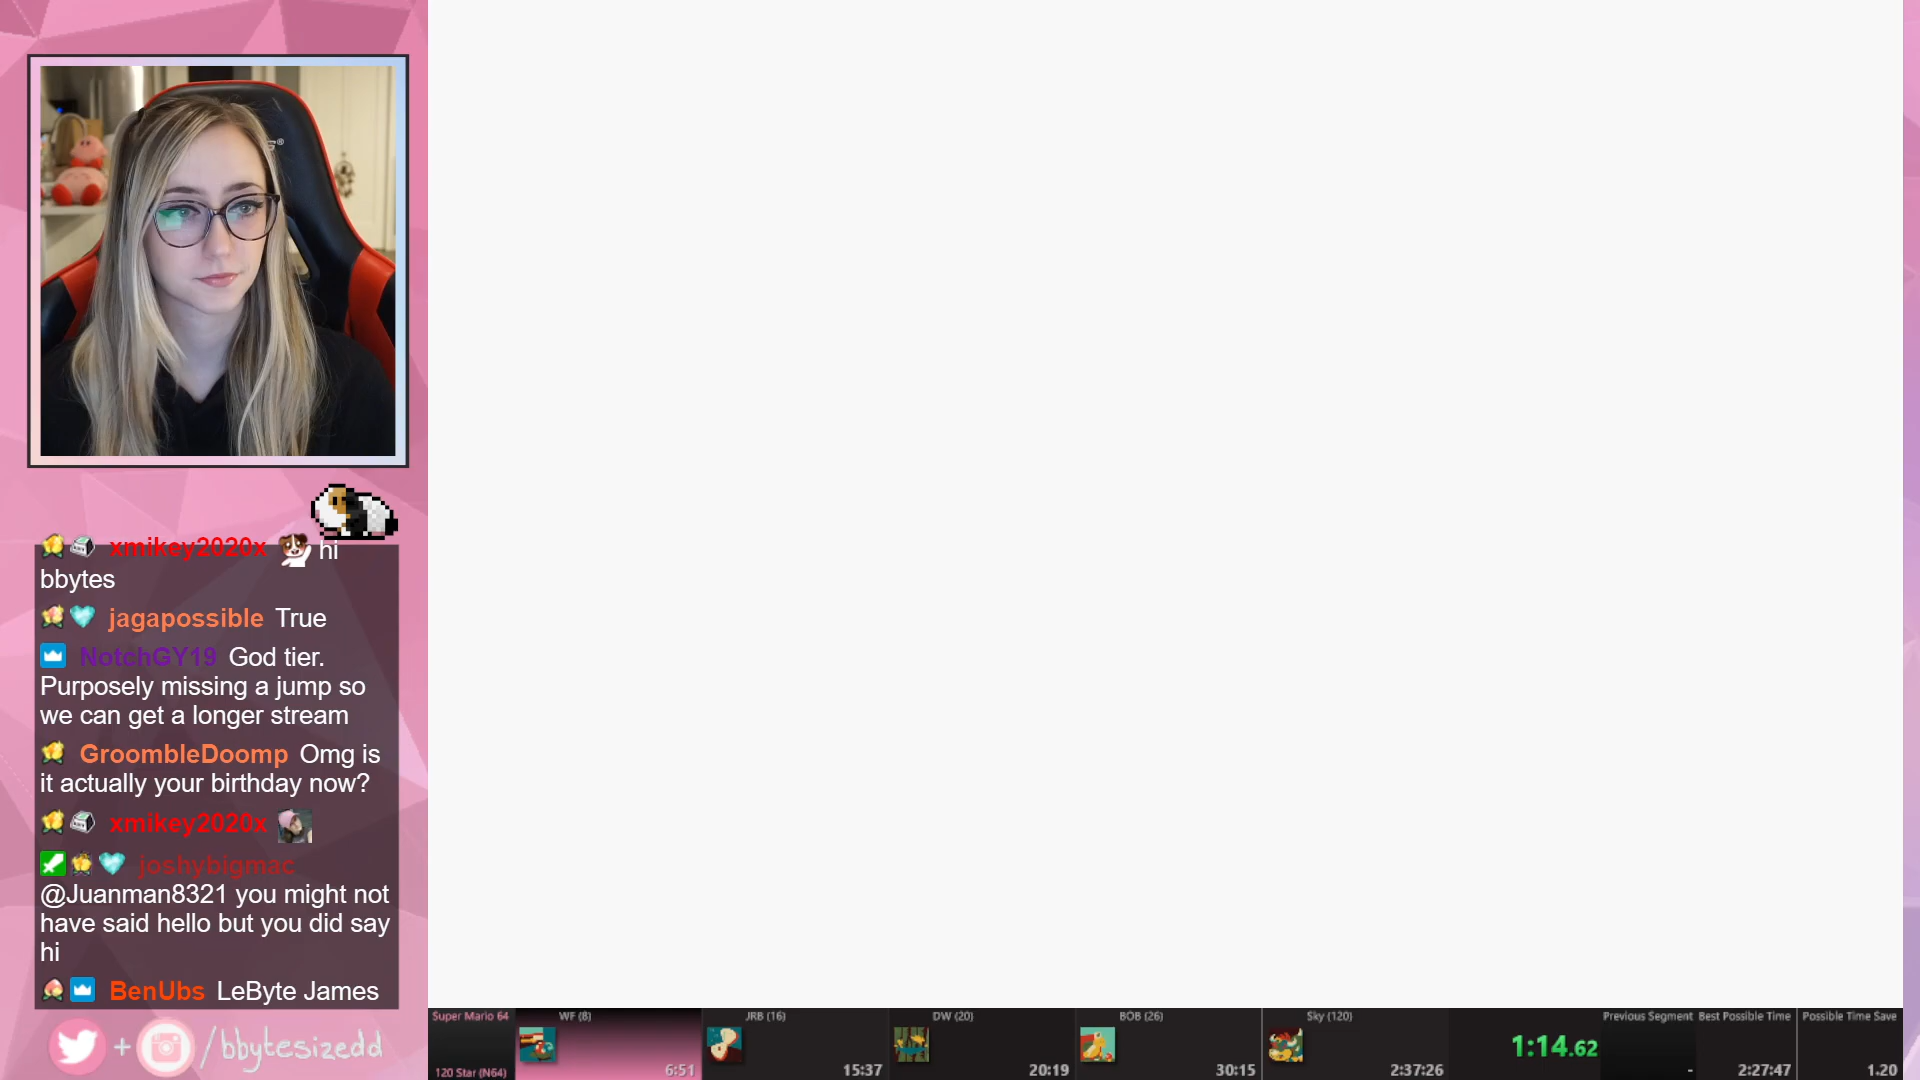 xmikey2020x hi
bbytes
jagapossible True
NotchGY19 God tier.
Purposely missing a jump so
we can get a longer stream
GroombleDoomp Omg is
it actually your birthday now?
xmikey2020x
joshybigmac
@Juanman8321 you might not
have said hello but you did say
hi
BenUbs LeByte James
+ /bbytesizedd
Super Mario 64
120 Star (N64)
WF (8)
6:51
JRB (16)
15:37
DW (20)
20:19
BOB (26)
30:15
Sky (120)
2:37:26
1:14.62
Previous Segment
-
Best Possible Time
2:27:47
Possible Time Save
1.20